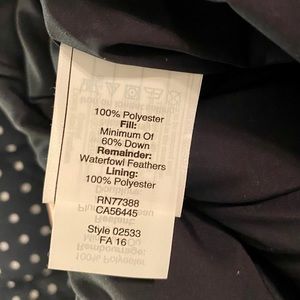 100% Polyester
Fill:
Minimum Of
60% Down
Remainder:
Waterfowl Feathers
Lining:
100% Polyester
RN77388
CA56445
Style 02533
FA 16